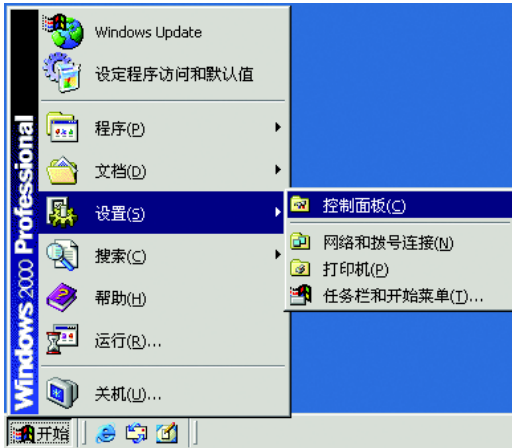 Windows 2000 Professional
Windows Update
设定程序访问和默认值
程序(P)
文档(D)
设置(S)
搜索(C)
帮助(H)
运行(R)...
关机(U)...
控制面板(C)
网络和拨号连接(N)
打印机(P)
任务栏和开始菜单(T)...
开始